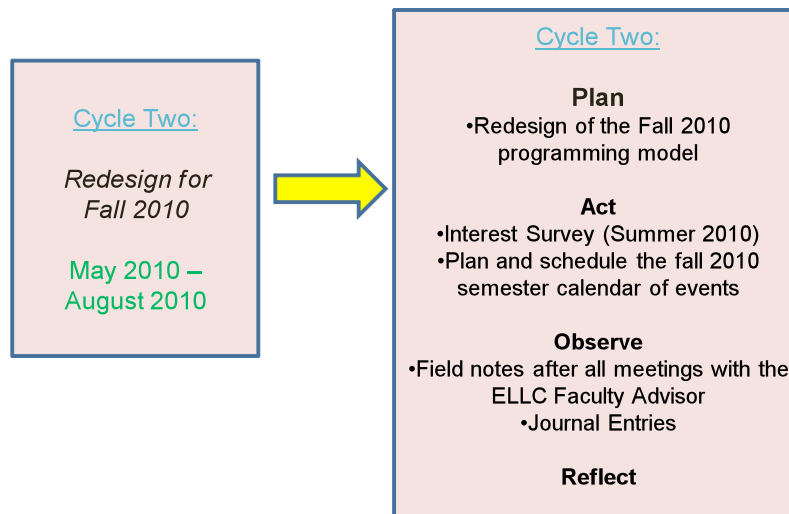 Cycle Two:
Redesign for
Fall 2010
May 2010 –
August 2010
Cycle Two:
Plan
•Redesign of the Fall 2010
programming model
Act
•Interest Survey (Summer 2010)
•Plan and schedule the fall 2010
semester calendar of events
Observe
•Field notes after all meetings with the
ELLC Faculty Advisor
•Journal Entries
Reflect